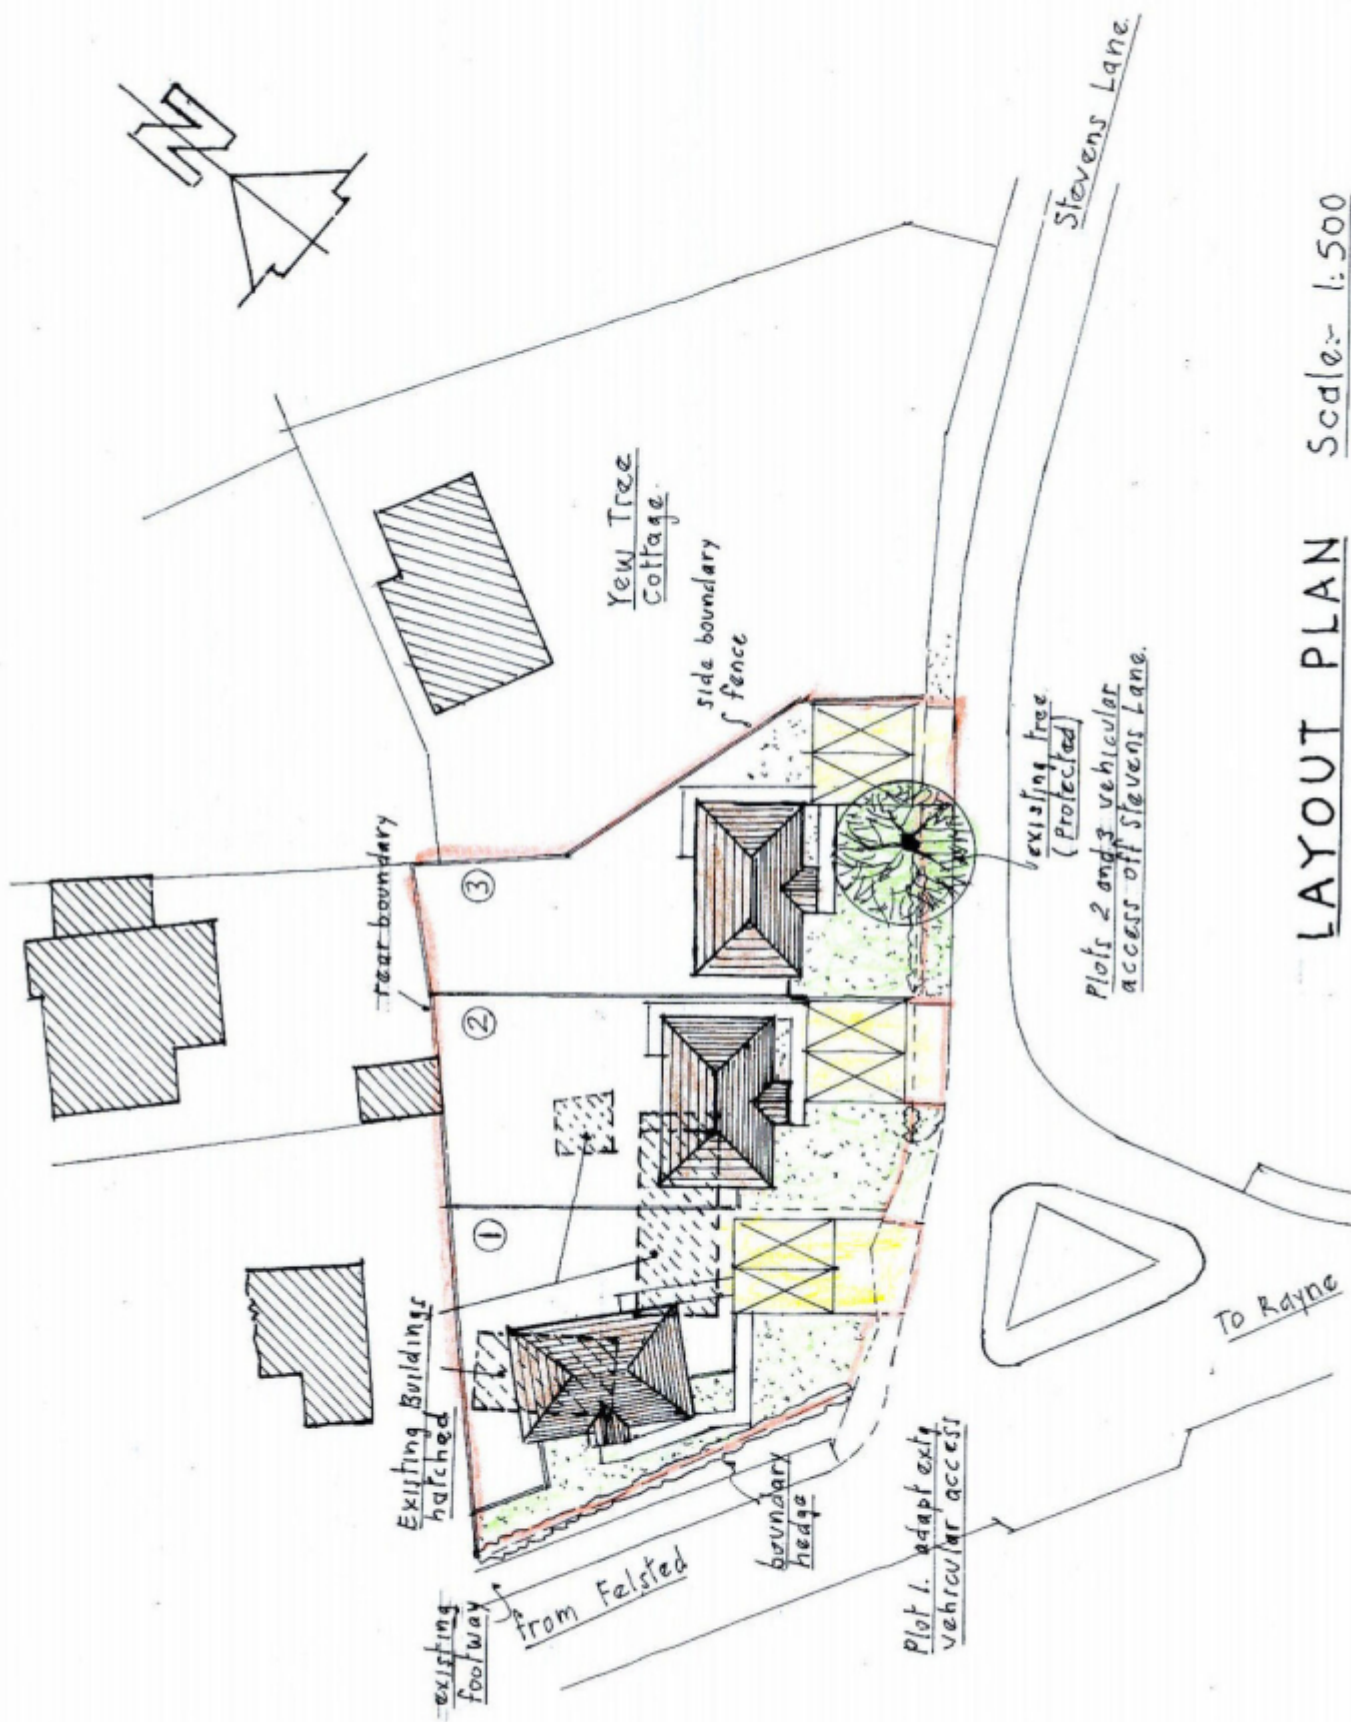 N
Stevens Lane.
Yew Tree
Cottage.
side boundary
fence
rear boundary
③
②
①
Existing Buildings
hatched
existing
footway
from Felsted
boundary
hedge
Plot 1. adapt extg
vehicular access
existing tree
(Protected)
Plots 2 and 3 vehicular
access off Stevens Lane.
To Rayne
LAYOUT PLAN Scale:- 1:500